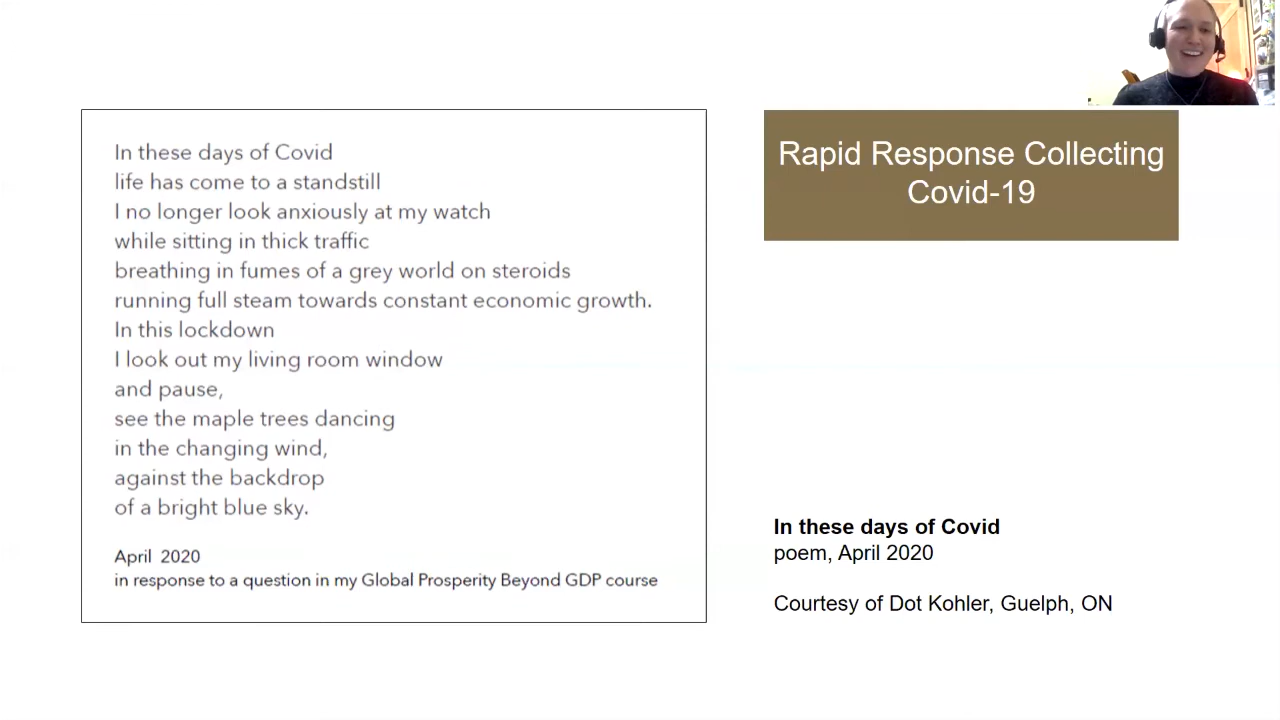 In these days of Covid
life has come to a standstill
I no longer look anxiously at my watch
while sitting in thick traffic
breathing in fumes of a grey world on steroids
running full steam towards constant economic growth.
In this lockdown
I look out my living room window
and pause,
see the maple trees dancing
in the changing wind,
against the backdrop
of a bright blue sky.
April 2020
in response to a question in my Global Prosperity Beyond GDP course
Rapid Response Collecting
Covid-19
In these days of Covid
poem, April 2020
Courtesy of Dot Kohler, Guelph, ON